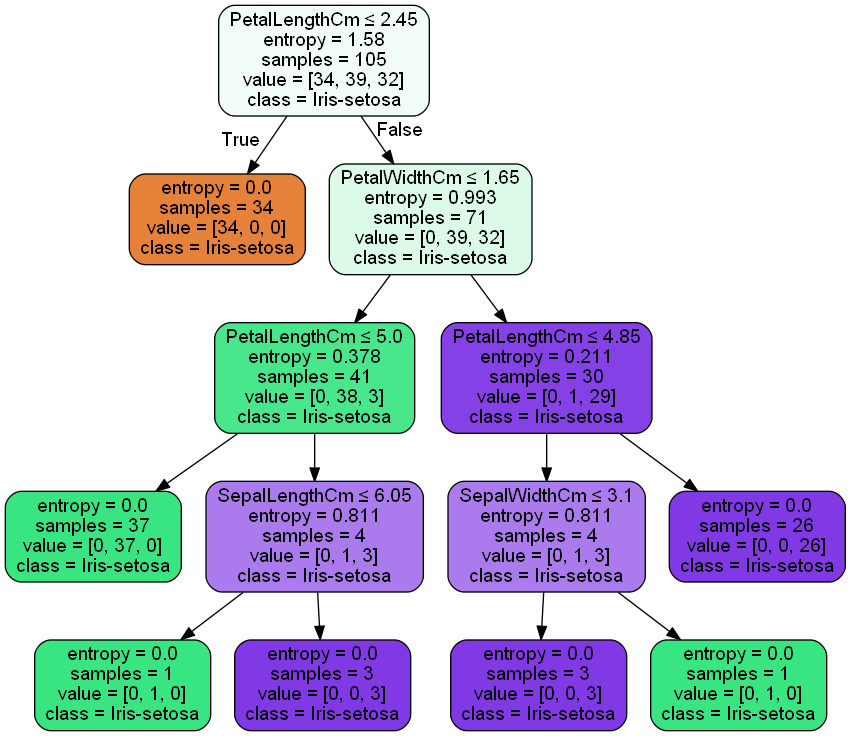 PetalLengthCm ≤ 2.45
entropy = 1.58
samples = 105
value = [34, 39, 32]
class = Iris-setosa
True
False
entropy = 0.0
samples = 34
value = [34, 0, 0]
class = Iris-setosa
PetalWidthCm ≤ 1.65
entropy = 0.993
samples = 71
value = [0, 39, 32]
class = Iris-setosa
PetalLengthCm ≤ 5.0
entropy = 0.378
samples = 41
value = [0, 38, 3]
class = Iris-setosa
PetalLengthCm ≤ 4.85
entropy = 0.211
samples = 30
value = [0, 1, 29]
class = Iris-setosa
entropy = 0.0
samples = 37
value = [0, 37, 0]
class = Iris-setosa
SepalLengthCm ≤ 6.05
entropy = 0.811
samples = 4
value = [0, 1, 3]
class = Iris-setosa
SepalWidthCm ≤ 3.1
entropy = 0.811
samples = 4
value = [0, 1, 3]
class = Iris-setosa
entropy = 0.0
samples = 26
value = [0, 0, 26]
class = Iris-setosa
entropy = 0.0
samples = 1
value = [0, 1, 0]
class = Iris-setosa
entropy = 0.0
samples = 3
value = [0, 0, 3]
class = Iris-setosa
entropy = 0.0
samples = 3
value = [0, 0, 3]
class = Iris-setosa
entropy = 0.0
samples = 1
value = [0, 1, 0]
class = Iris-setosa